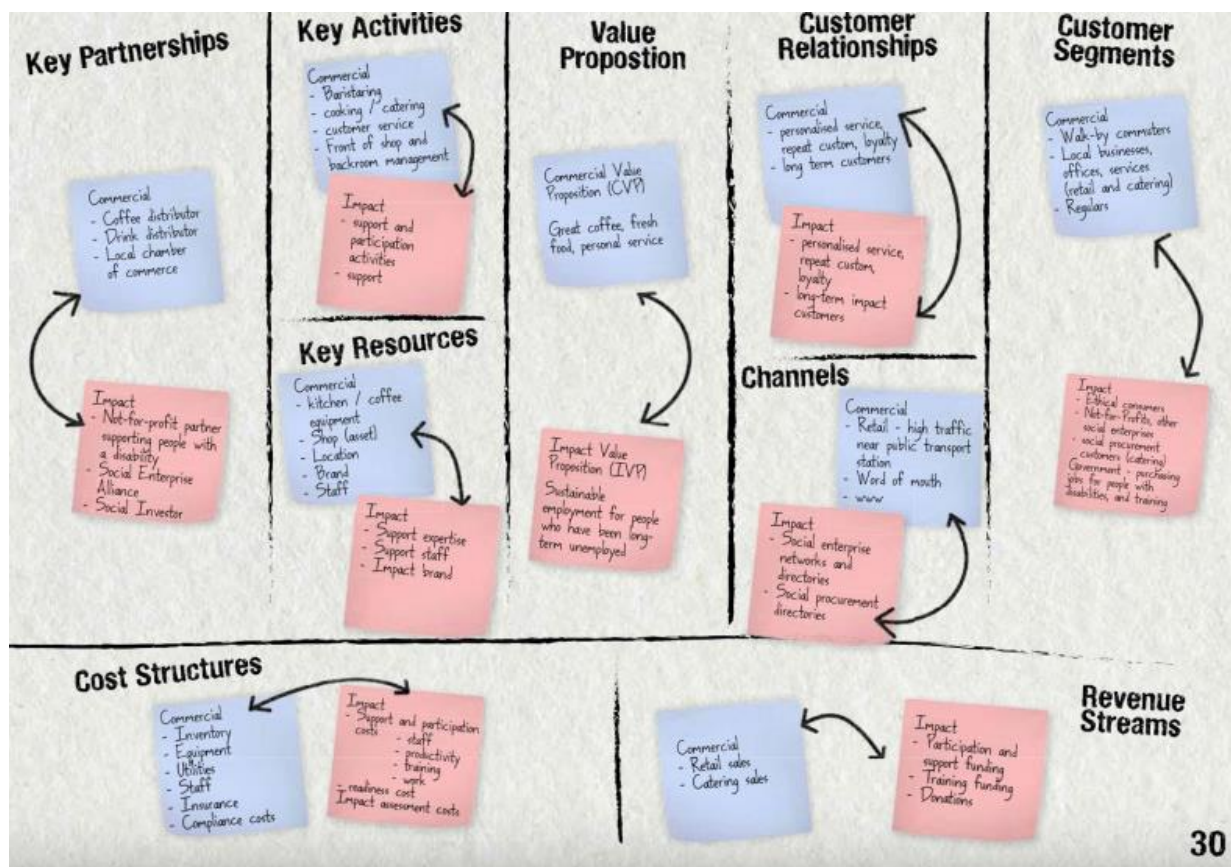 Key Partnerships
Commercial
- Coffee distributor
- Drink distributor
- Local chamber
of commerce
Impact
- Not-for-profit partner
supporting people with
a disability
- Social Enterprise
Alliance
- Social Investor
Key Activities
Commercial
- Baristaring
- cooking / catering
- customer service
- Front of shop and
backroom management
Impact
- support and
participation
activities
- support
Key Resources
Commercial
- kitchen / coffee
equipment
- Shop (asset)
- Location
- Brand
- Staff
Impact
- Support expertise
- Support staff
- Impact brand
Value
Propostion
Commercial Value
Proposition (CVP)
Great coffee, fresh
food, personal service
Impact Value
Proposition (IVP)
Sustainable
employment for people
who have been long-
term unemployed
Customer
Relationships
Commercial
- personalised service,
repeat custom, loyalty
- long term customers
Impact
- personalised service,
repeat custom,
loyalty
- long-term impact
customers
Channels
Commercial
- Retail - high traffic
near public transport
station
- Word of mouth
- www
Impact
- Social enterprise
networks and
directories
- Social procurement
directories
Customer
Segments
Commercial
- Walk-by commuters
- Local businesses,
offices, services
(retail and catering)
- Regulars
Impact
- Ethical consumers
- Not-for-Profits, other
social enterprises
- social procurement
customers (catering)
Government - purchasing
jobs for people with
disabilities, and training
Cost Structures
Commercial
- Inventory
- Equipment
- Utilities
- Staff
- Insurance
- Compliance costs
Impact
- Support and participation
costs - staff
- productivity
- training
- work
-readiness cost
Impact assessment costs
Revenue
Streams
Commercial
- Retail sales
- Catering sales
Impact
- Participation and
support funding
- Training funding
- Donations
30